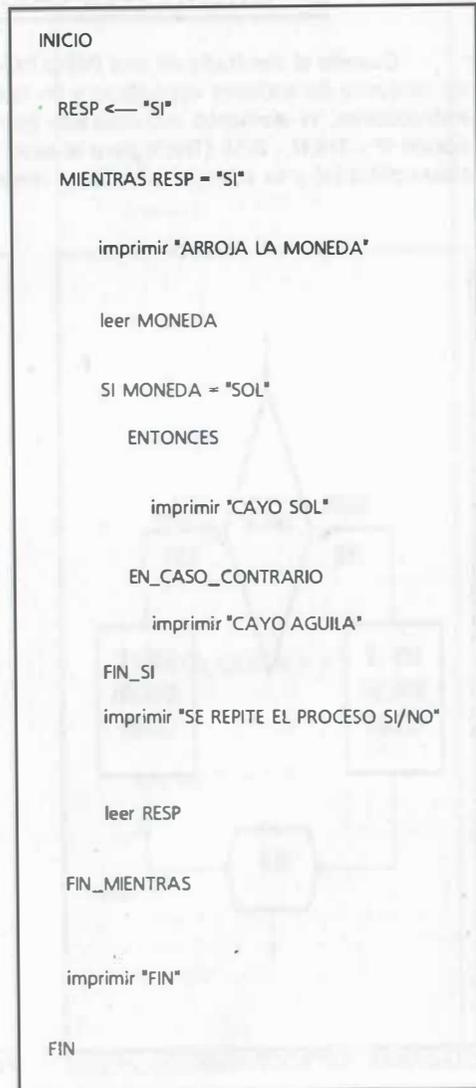 INICIO
RESP <— "SI"
MIENTRAS RESP = "SI"
imprimir "ARROJA LA MONEDA"
leer MONEDA
SI MONEDA = "SOL"
ENTONCES
imprimir "CAYO SOL"
EN_CASO_CONTRARIO
imprimir "CAYO AGUILA"
FIN_SI
imprimir "SE REPITE EL PROCESO SI/NO"
leer RESP
FIN_MIENTRAS
imprimir "FIN"
FIN